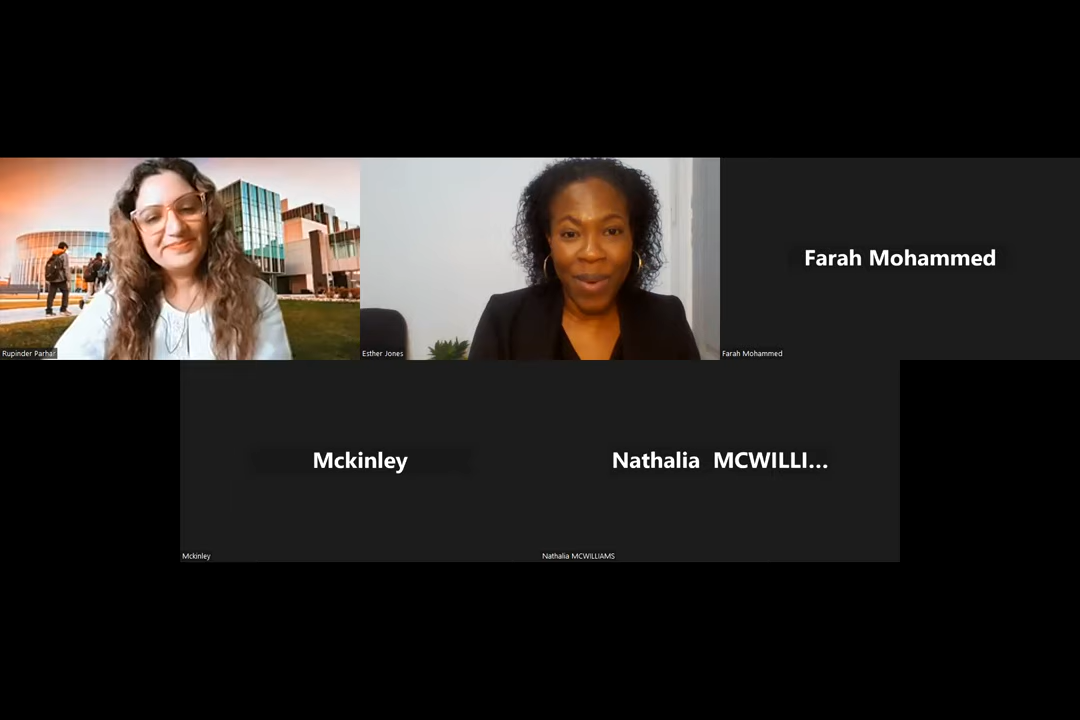 Rupinder Parhar
Esther Jones
Farah Mohammed
Farah Mohammed
Mckinley
Nathalia MCWILLI...
Mckinley
Nathalia MCWILLIAMS